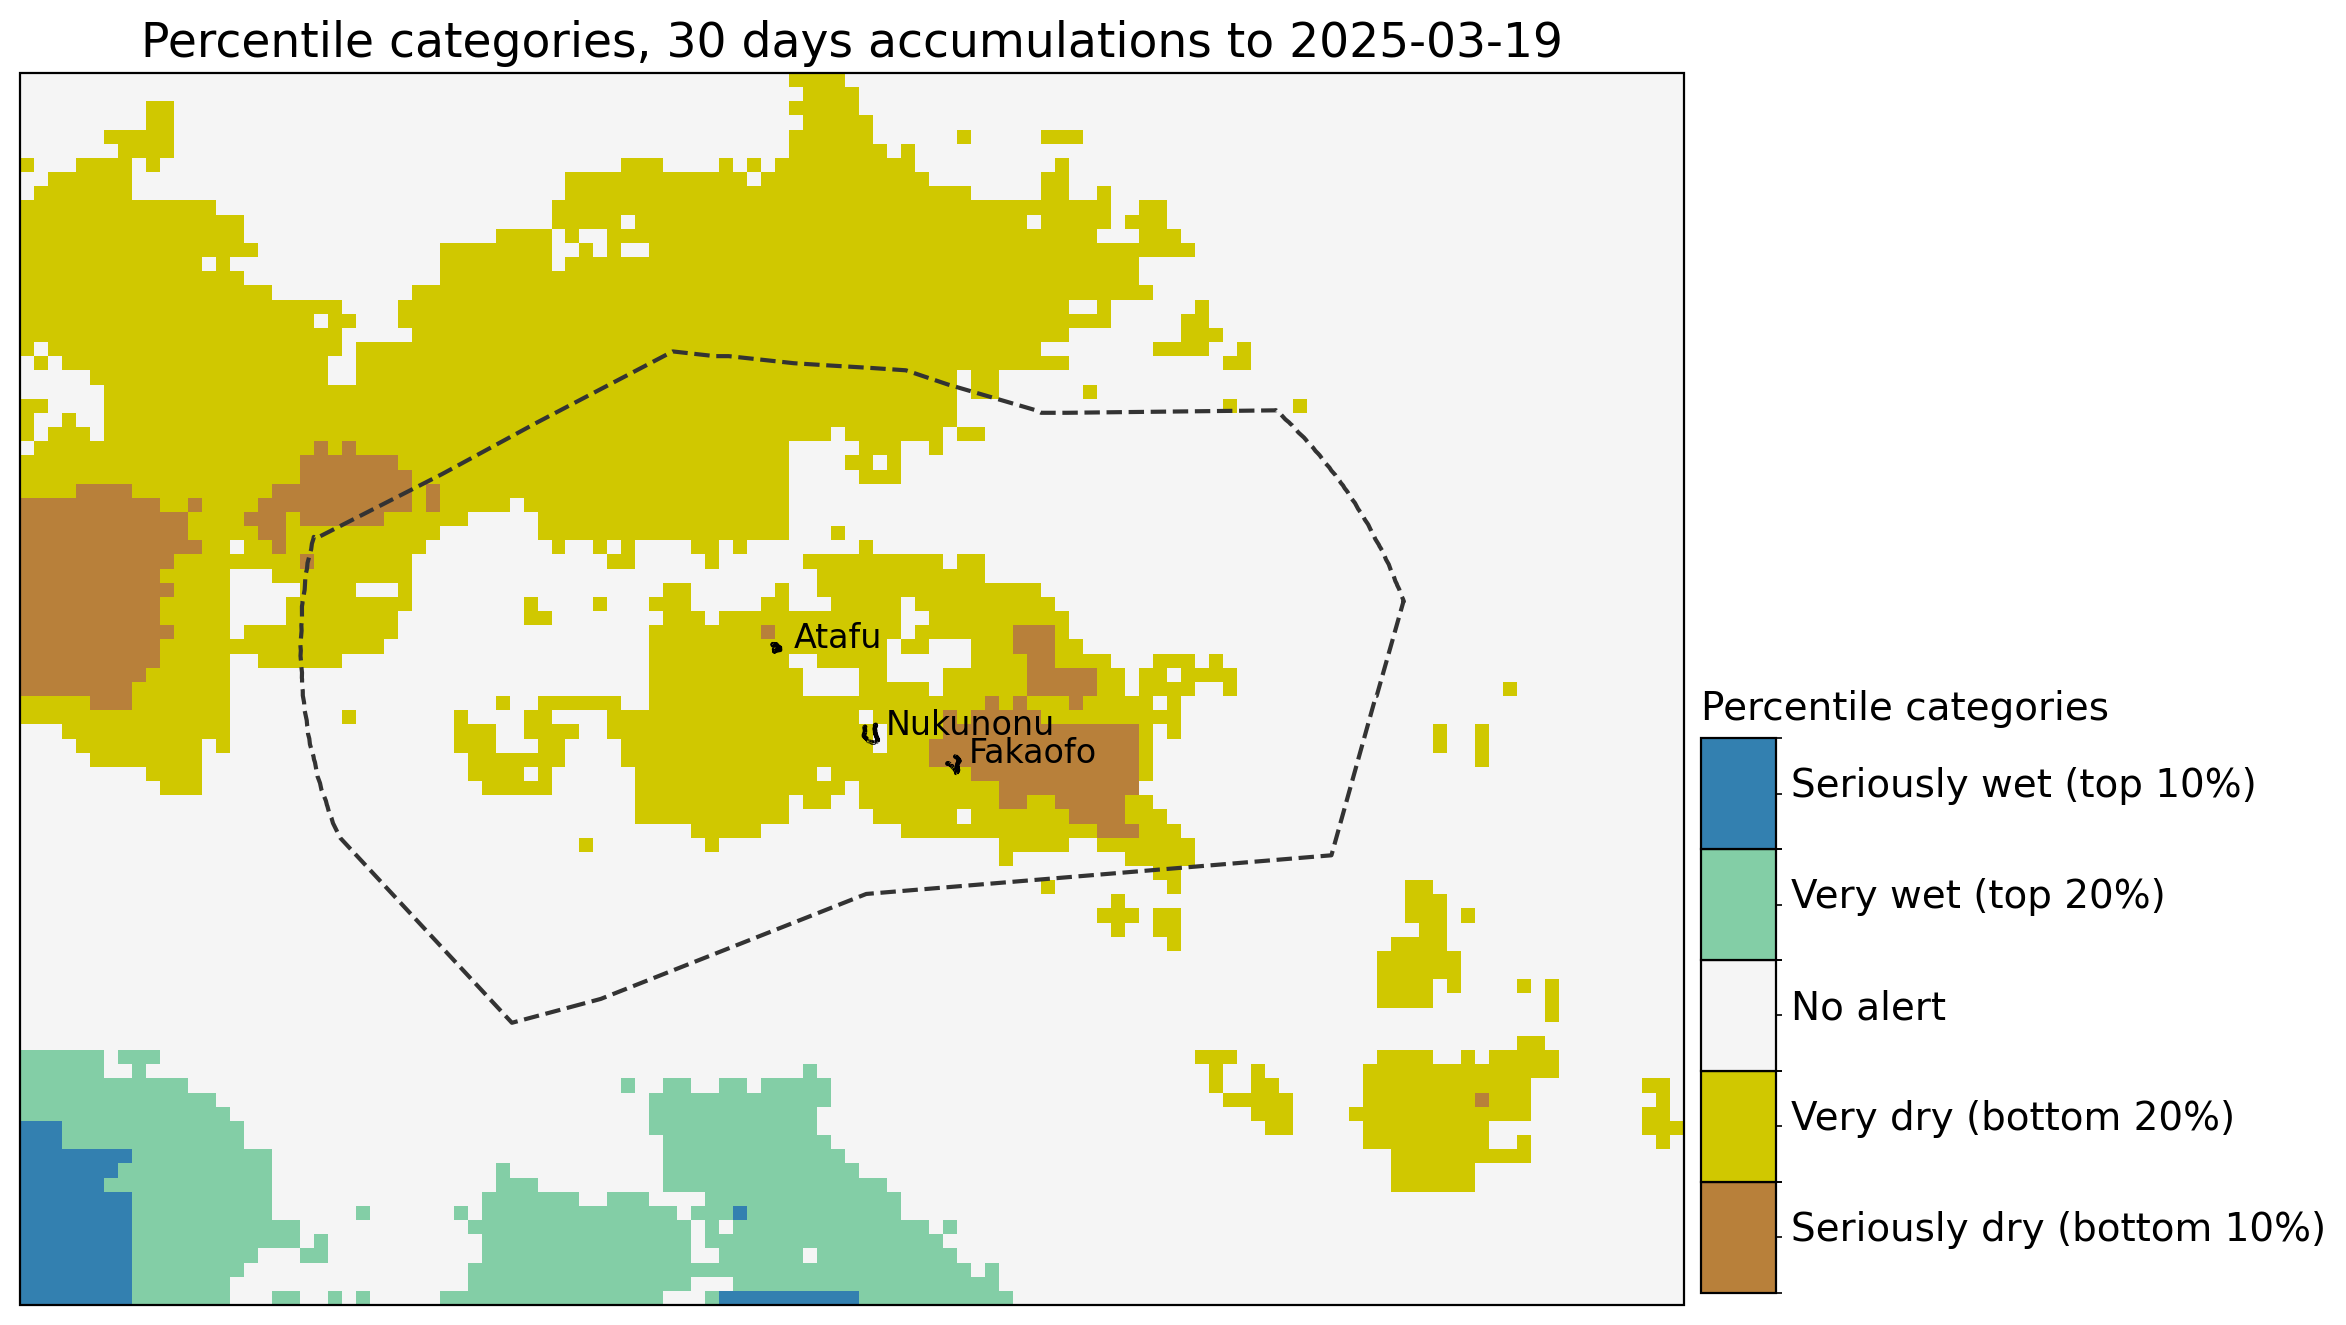 Percentile categories, 30 days accumulations to 2025-03-19
Atafu
Nukunonu
Fakaofo
Percentile categories
Seriously wet (top 10%)
Very wet (top 20%)
No alert
Very dry (bottom 20%)
Seriously dry (bottom 10%)